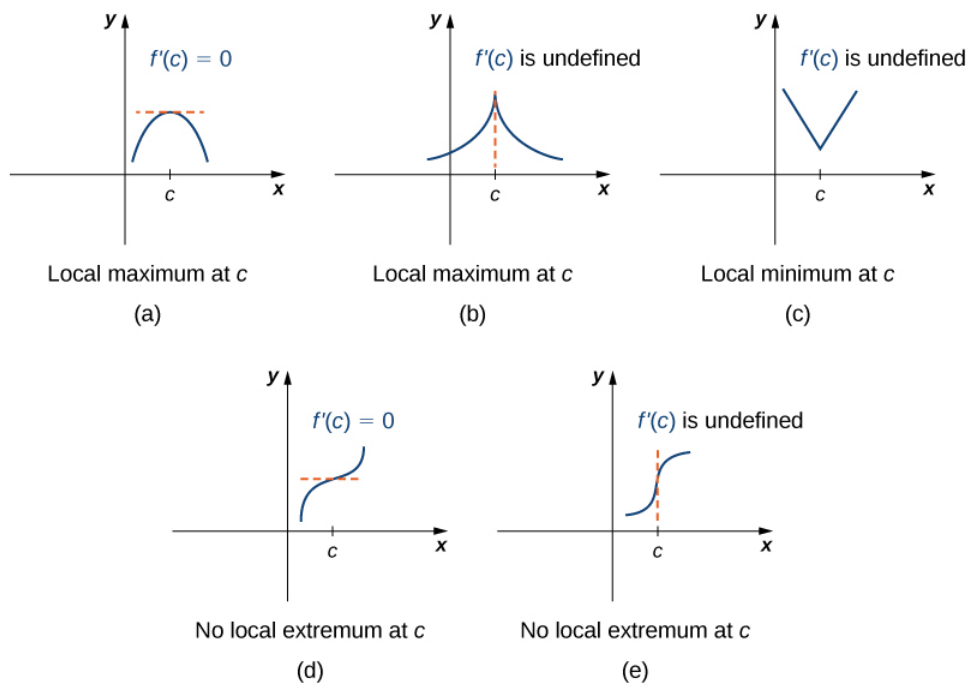 y
f'(c) = 0
x
c
Local maximum at c
(a)
y
f'(c) is undefined
x
c
Local maximum at c
(b)
y
f'(c) is undefined
x
c
Local minimum at c
(c)
y
f'(c) = 0
x
c
No local extremum at c
(d)
y
f'(c) is undefined
x
c
No local extremum at c
(e)